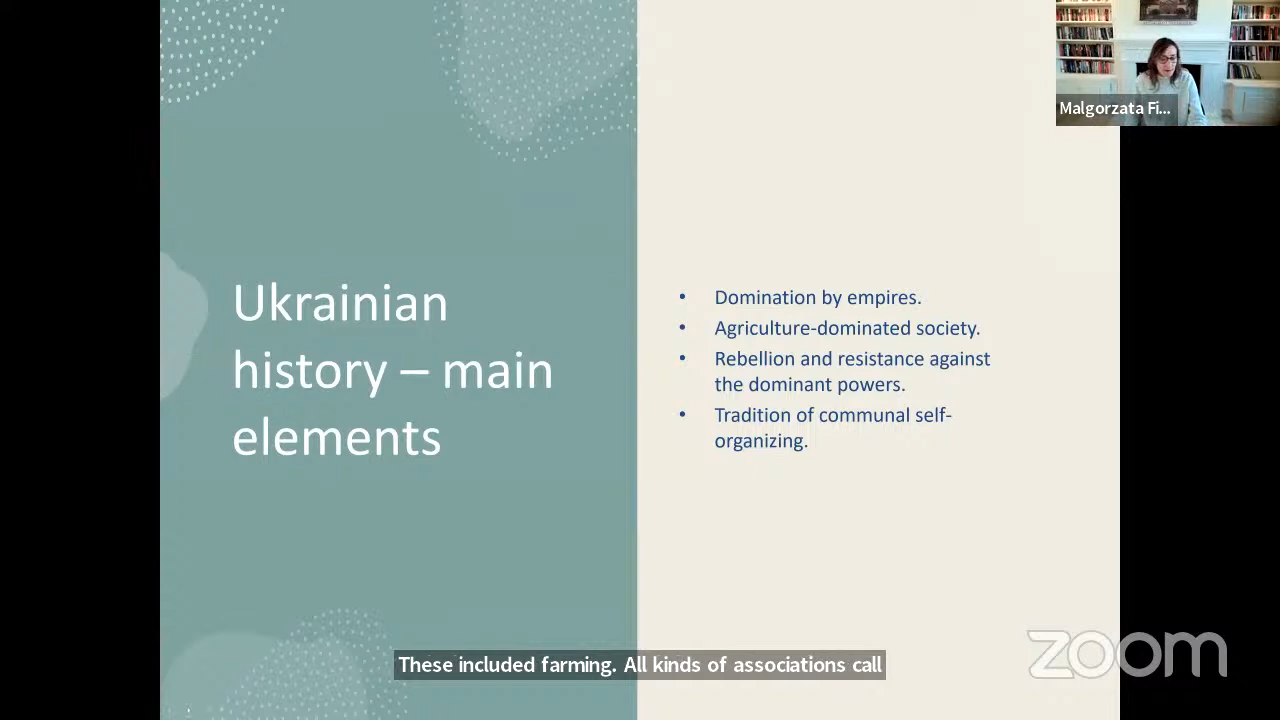 Malgorzata Fi...
Ukrainian
history – main
elements
• Domination by empires.
• Agriculture-dominated society.
• Rebellion and resistance against
the dominant powers.
• Tradition of communal self-
organizing.
These included farming. All kinds of associations call
zoom